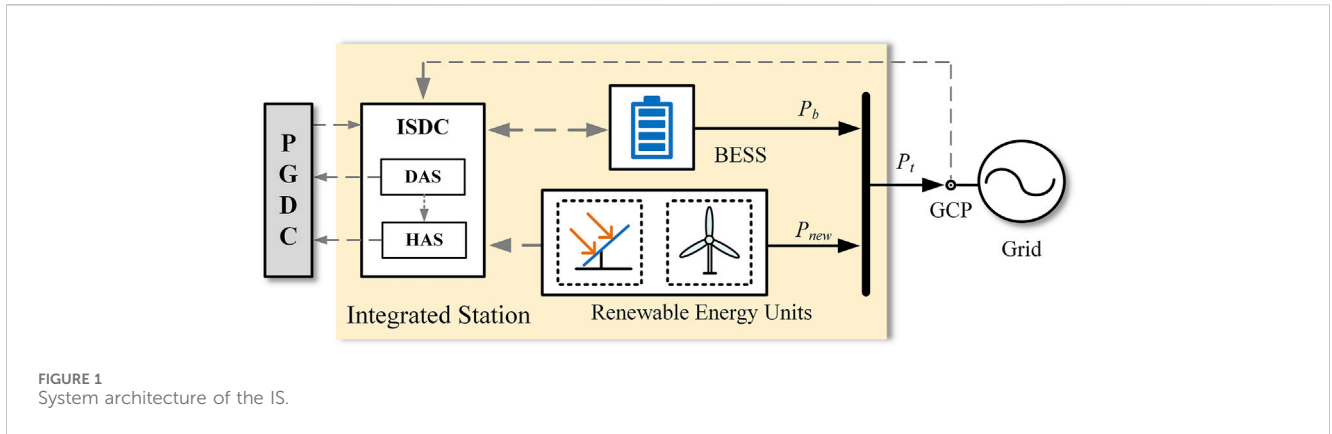 P
G
D
C
ISDC
DAS
HAS
Integrated Station
BESS
Renewable Energy Units
P_b
P_new
P_t
GCP
Grid
FIGURE 1
System architecture of the IS.